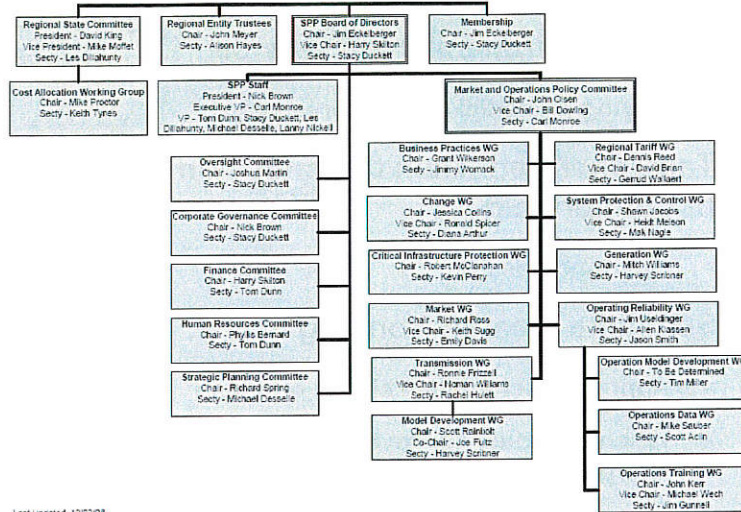 Regional State Committee
President - David King
Vice President - Mike Moffet
Secty - Les Dillahunty
Regional Entity Trustees
Chair - John Meyer
Secty - Alison Hayes
SPP Board of Directors
Chair - Jim Eckelberger
Vice Chair - Harry Skilton
Secty - Stacy Duckett
Membership
Chair - Jim Eckelberger
Secty - Stacy Duckett
Cost Allocation Working Group
Chair - Mike Proctor
Secty - Keith Tynes
SPP Staff
President - Nick Brown
Executive VP - Carl Monroe
VP - Tom Dunn, Stacy Duckett, Les
Dillahunty, Michael Desselle, Lanny Nickell
Market and Operations Policy Committee
Chair - John Olsen
Vice Chair - Bill Dowling
Secty - Carl Monroe
Oversight Committee
Chair - Joshua Martin
Secty - Stacy Duckett
Corporate Governance Committee
Chair - Nick Brown
Secty - Stacy Duckett
Finance Committee
Chair - Harry Skilton
Secty - Tom Dunn
Human Resources Committee
Chair - Phyllis Bernard
Secty - Tom Dunn
Strategic Planning Committee
Chair - Richard Spring
Secty - Michael Desselle
Business Practices WG
Chair - Grant Wilkerson
Secty - Jimmy Womack
Regional Tariff WG
Chair - Dennis Reed
Vice Chair - David Brian
Secty - Gerrud Wallaert
Change WG
Chair - Jessica Collins
Vice Chair - Ronald Spicer
Secty - Diana Arthur
System Protection & Control WG
Chair - Shawn Jacobs
Vice Chair - Heidt Melson
Secty - Mak Nagle
Critical Infrastructure Protection WG
Chair - Robert McClanahan
Secty - Kevin Perry
Generation WG
Chair - Mitch Williams
Secty - Harvey Scribner
Market WG
Chair - Richard Ross
Vice Chair - Keith Sugg
Secty - Emily Davis
Operating Reliability WG
Chair - Jim Useldinger
Vice Chair - Allen Klassen
Secty - Jason Smith
Transmission WG
Chair - Ronnie Frizzell
Vice Chair - Noman Williams
Secty - Rachel Hulett
Operation Model Development WG
Chair - To Be Determined
Secty - Tim Miller
Model Development WG
Chair - Scott Rainbolt
Co-Chair - Joe Fultz
Secty - Harvey Scribner
Operations Data WG
Chair - Mike Sauber
Secty - Scott Aclin
Operations Training WG
Chair - John Kerr
Vice Chair - Michael Wech
Secty - Jim Gunnell
Last Updated: